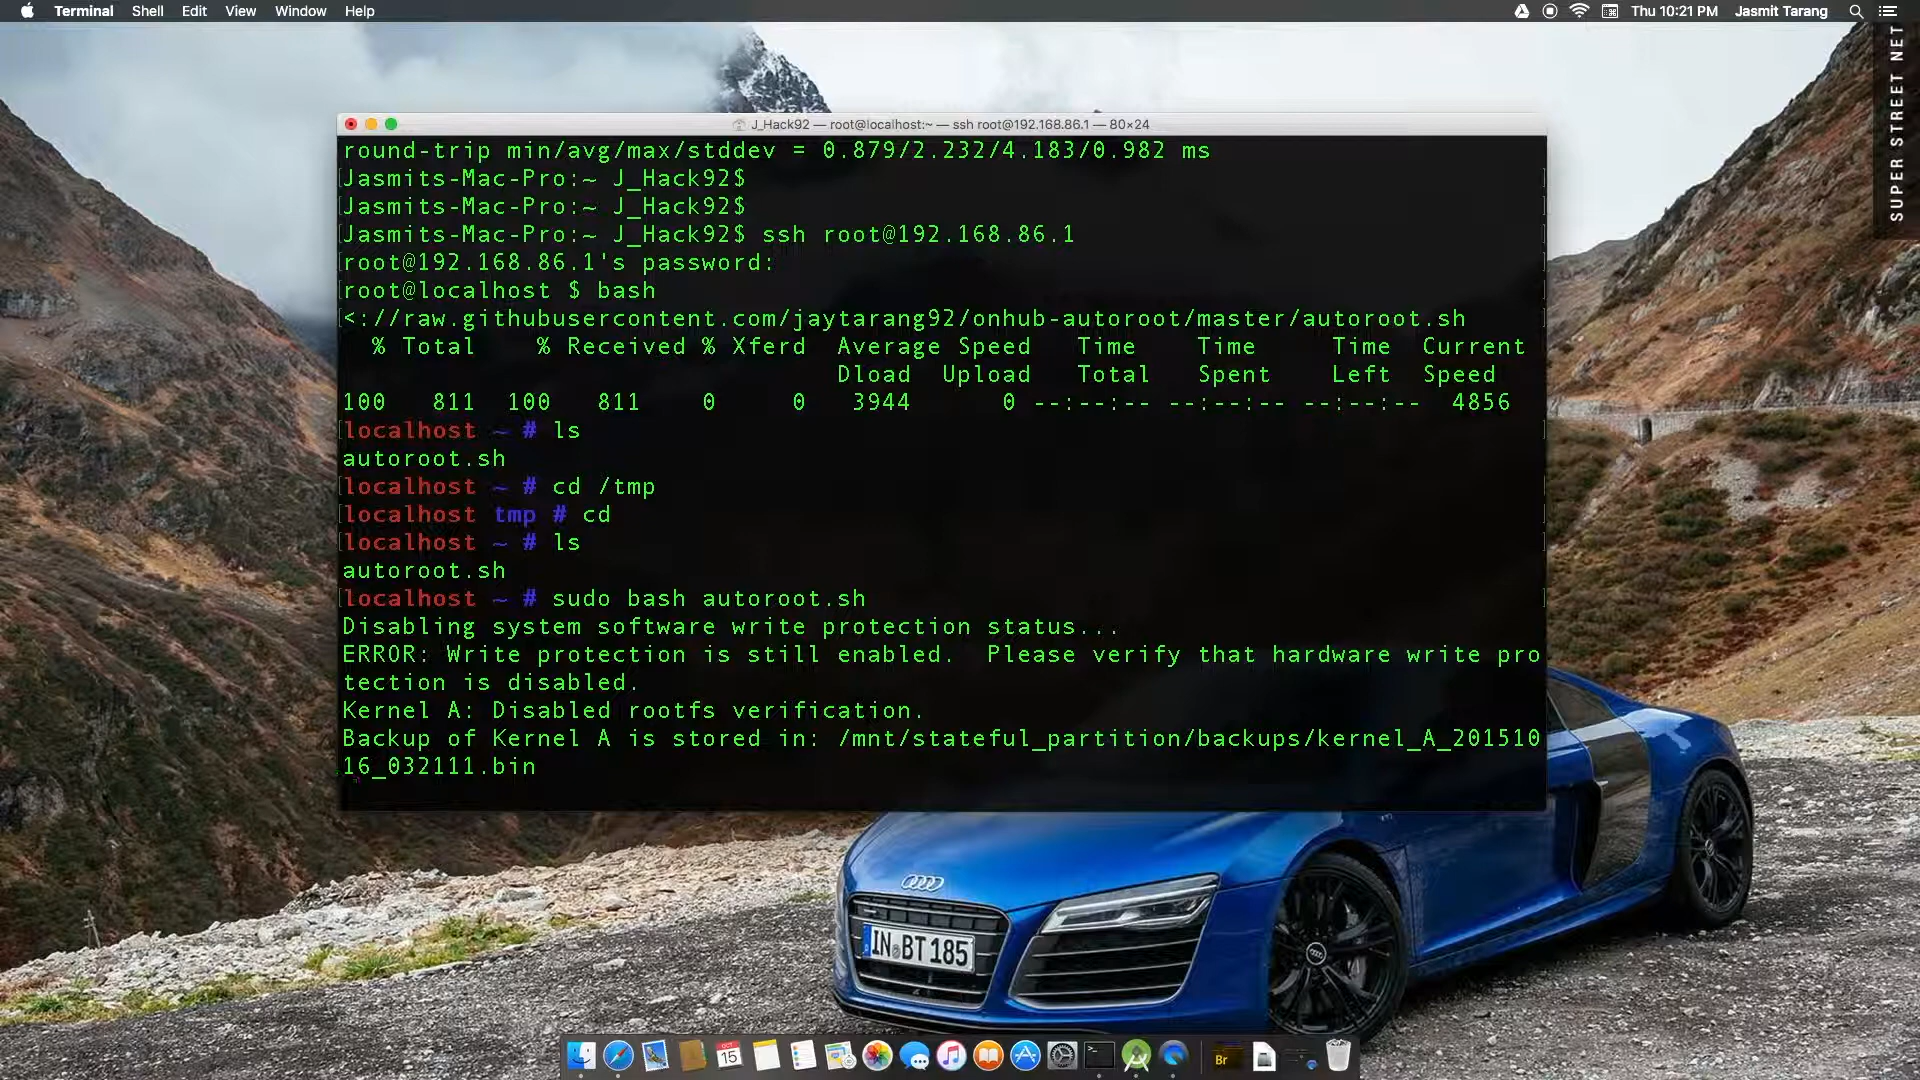 Terminal Shell Edit View Window Help
Thu 10:21 PM Jasmit Tarang
SUPER STREET NET
J_Hack92 — root@localhost:~ — ssh root@192.168.86.1 — 80×24
round-trip min/avg/max/stddev = 0.879/2.232/4.183/0.982 ms
[Jasmits-Mac-Pro:~ J_Hack92$ ]
[Jasmits-Mac-Pro:~ J_Hack92$ ]
[Jasmits-Mac-Pro:~ J_Hack92$ ssh root@192.168.86.1 ]
[root@192.168.86.1's password: ]
[root@localhost $ bash ]
[<://raw.githubusercontent.com/jaytarang92/onhub-autoroot/master/autoroot.sh ]
% Total % Received % Xferd Average Speed Time Time Time Current
Dload Upload Total Spent Left Speed
100 811 100 811 0 0 3944 0 --:--:-- --:--:-- --:--:-- 4856
[localhost ~ # ls ]
autoroot.sh
[localhost ~ # cd /tmp ]
[localhost tmp # cd ]
[localhost ~ # ls ]
autoroot.sh
[localhost ~ # sudo bash autoroot.sh ]
Disabling system software write protection status...
ERROR: Write protection is still enabled. Please verify that hardware write pro
tection is disabled.
Kernel A: Disabled rootfs verification.
Backup of Kernel A is stored in: /mnt/stateful_partition/backups/kernel_A_201510
16_032111.bin
IN BT 185
OCT
15
Br